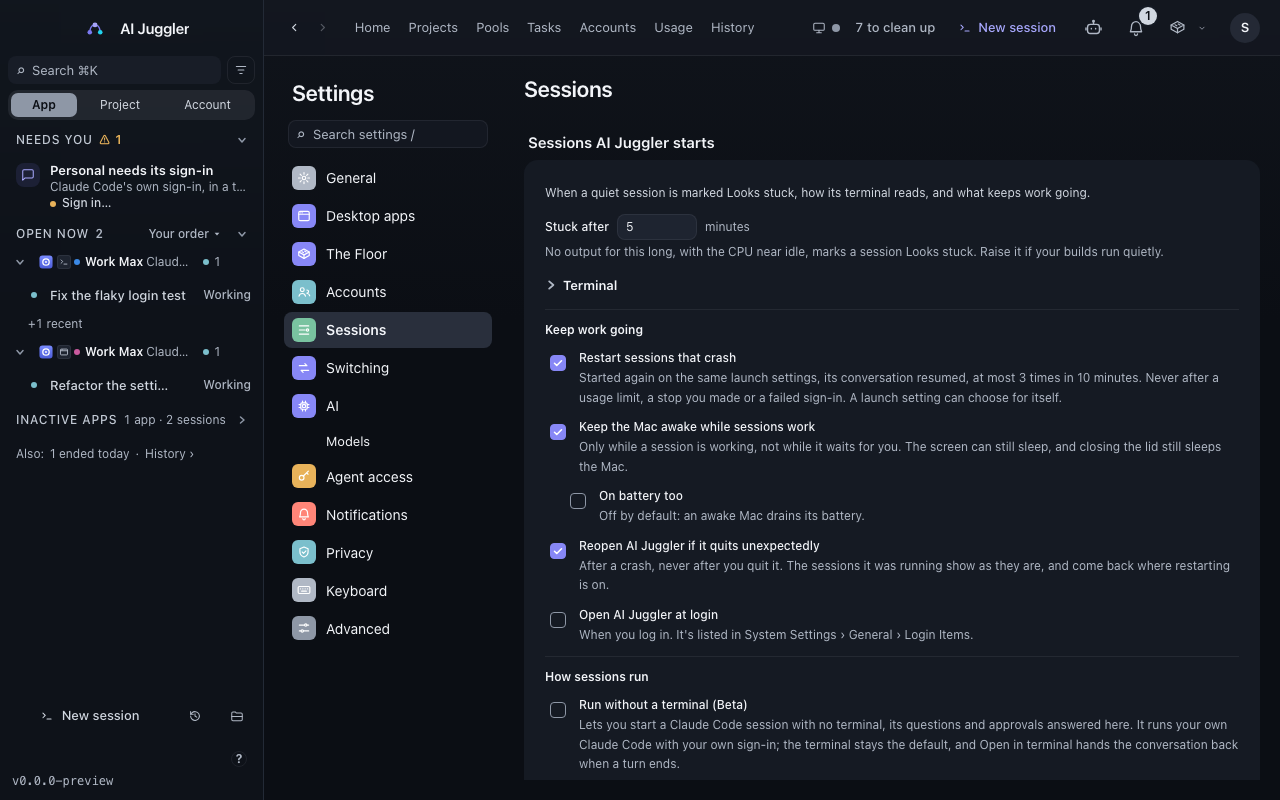 AI Juggler
Search ⌘K
App Project Account
NEEDS YOU 1
Personal needs its sign-in
Claude Code's own sign-in, in a t...
Sign in...
OPEN NOW 2 Your order
Work Max Claud... 1
Fix the flaky login test Working
+1 recent
Work Max Claud... 1
Refactor the setti... Working
INACTIVE APPS 1 app · 2 sessions
Also: 1 ended today · History ›
New session
?
v0.0.0-preview
Home Projects Pools Tasks Accounts Usage History
7 to clean up
New session
1
S
Settings
Search settings /
General
Desktop apps
The Floor
Accounts
Sessions
Switching
AI
Models
Agent access
Notifications
Privacy
Keyboard
Advanced
Sessions
Sessions AI Juggler starts
When a quiet session is marked Looks stuck, how its terminal reads, and what keeps work going.
Stuck after 5 minutes
No output for this long, with the CPU near idle, marks a session Looks stuck. Raise it if your builds run quietly.
Terminal
Keep work going
Restart sessions that crash
Started again on the same launch settings, its conversation resumed, at most 3 times in 10 minutes. Never after a
usage limit, a stop you made or a failed sign-in. A launch setting can choose for itself.
Keep the Mac awake while sessions work
Only while a session is working, not while it waits for you. The screen can still sleep, and closing the lid still sleeps
the Mac.
On battery too
Off by default: an awake Mac drains its battery.
Reopen AI Juggler if it quits unexpectedly
After a crash, never after you quit it. The sessions it was running show as they are, and come back where restarting
is on.
Open AI Juggler at login
When you log in. It's listed in System Settings › General › Login Items.
How sessions run
Run without a terminal (Beta)
Lets you start a Claude Code session with no terminal, its questions and approvals answered here. It runs your own
Claude Code with your own sign-in; the terminal stays the default, and Open in terminal hands the conversation back
when a turn ends.